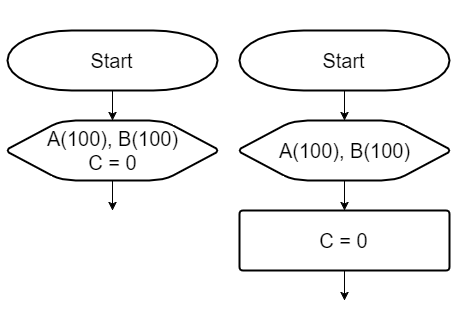 Start
A(100), B(100)
C = 0
Start
A(100), B(100)
C = 0